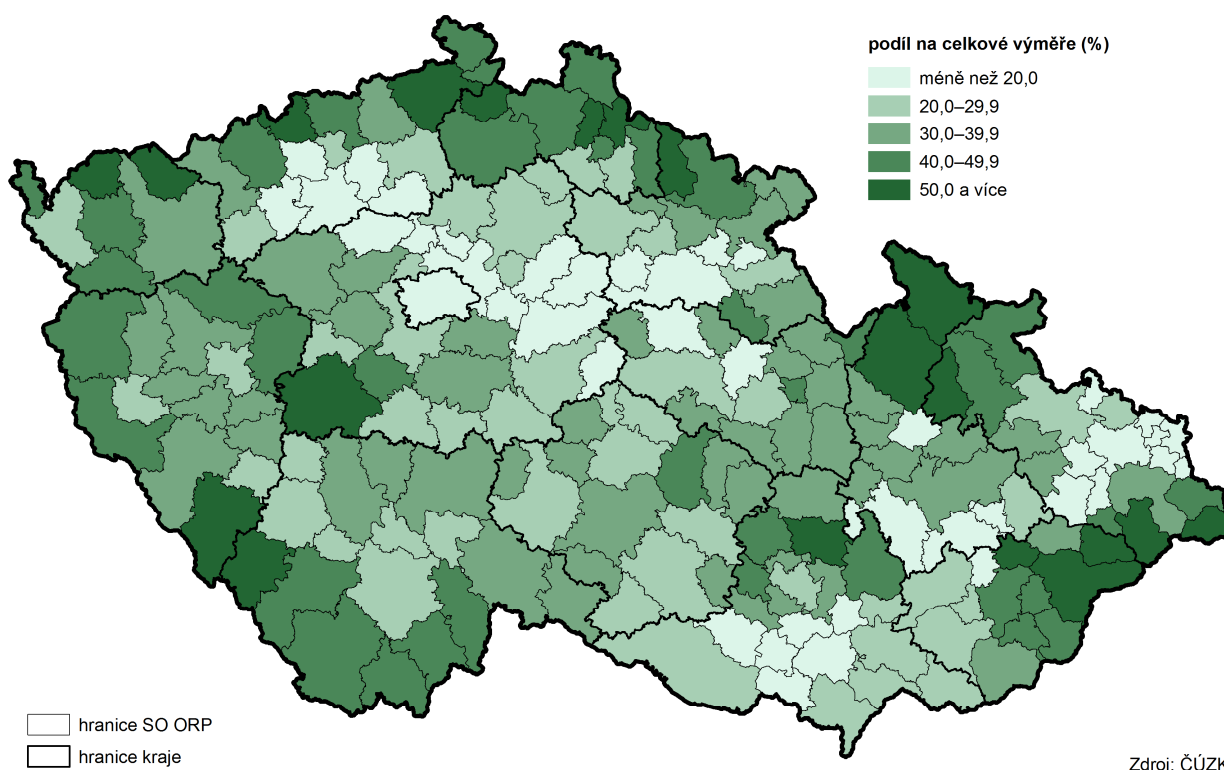 podíl na celkové výměře (%)
méně než 20,0
20,0–29,9
30,0–39,9
40,0–49,9
50,0 a více
hranice SO ORP
hranice kraje
Zdroj: ČÚZK